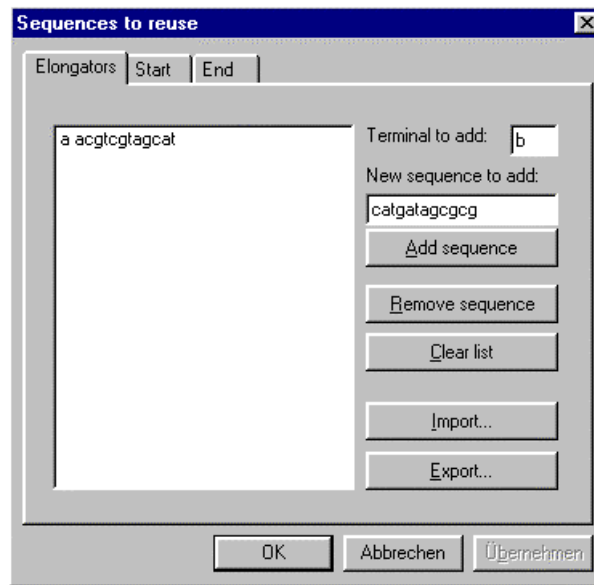 Sequences to reuse
Elongators Start End
a acgtcgtagcat
Terminal to add: b
New sequence to add:
catgatagcgcg
Add sequence
Remove sequence
Clear list
Import...
Export...
OK Abbrechen Übernehmen